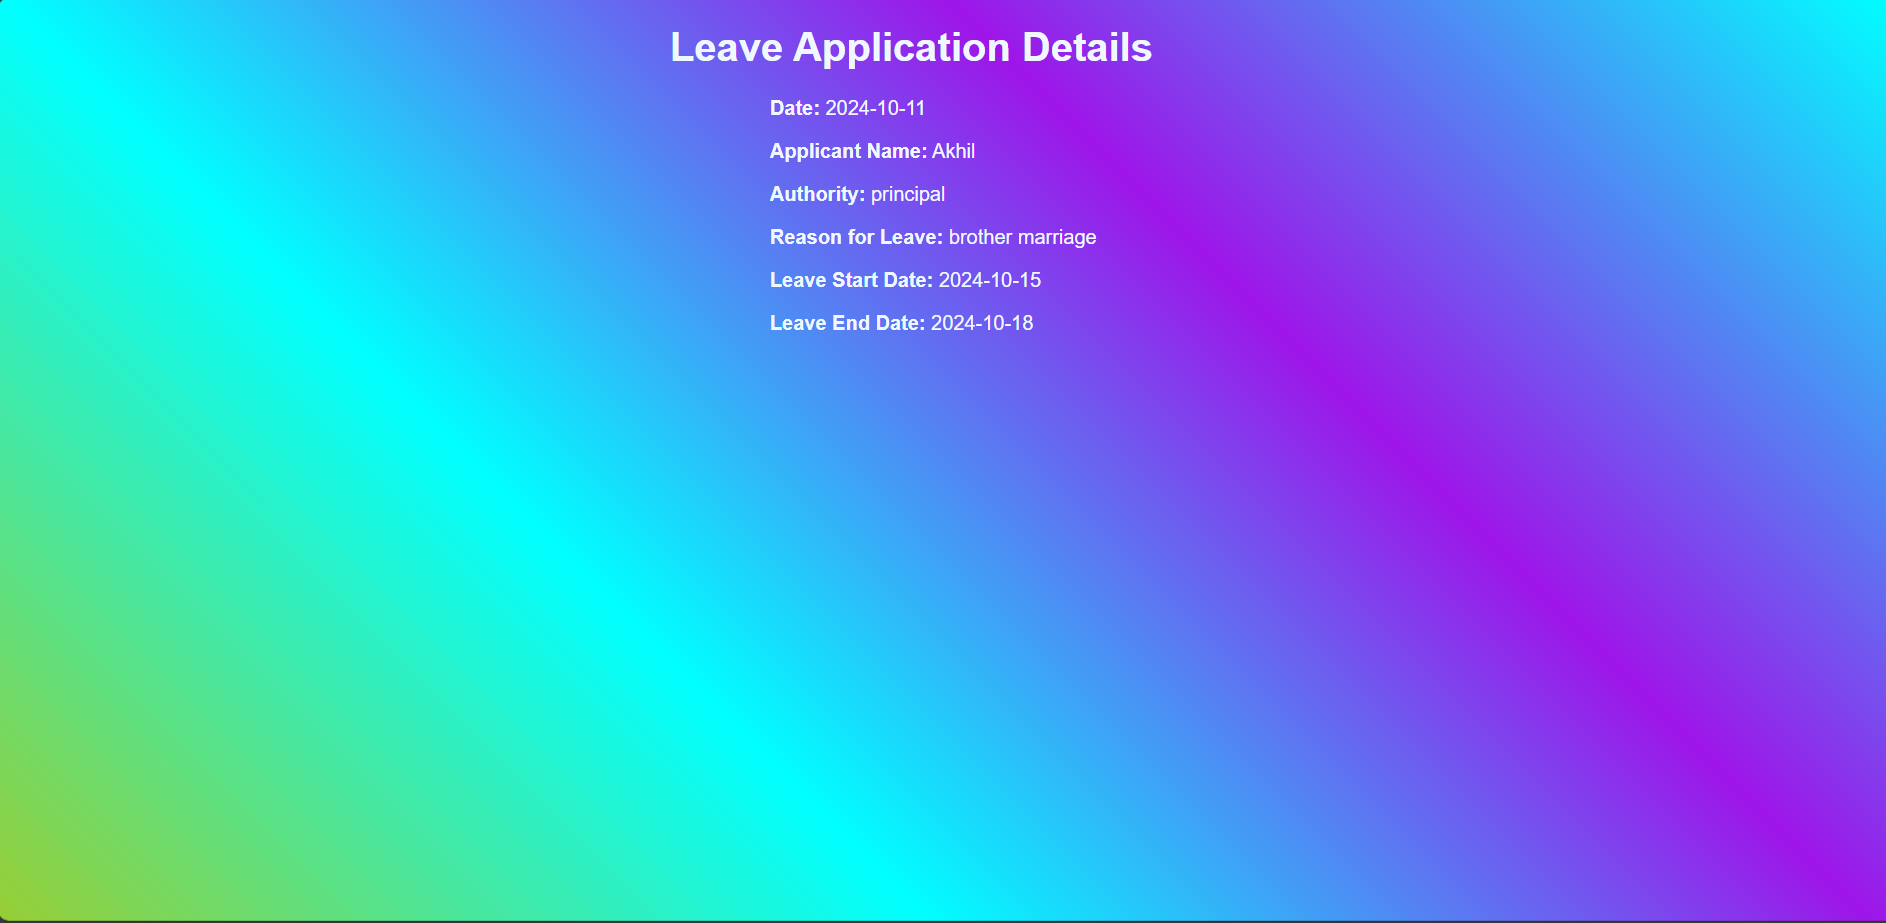 Leave Application Details
Date: 2024-10-11
Applicant Name: Akhil
Authority: principal
Reason for Leave: brother marriage
Leave Start Date: 2024-10-15
Leave End Date: 2024-10-18